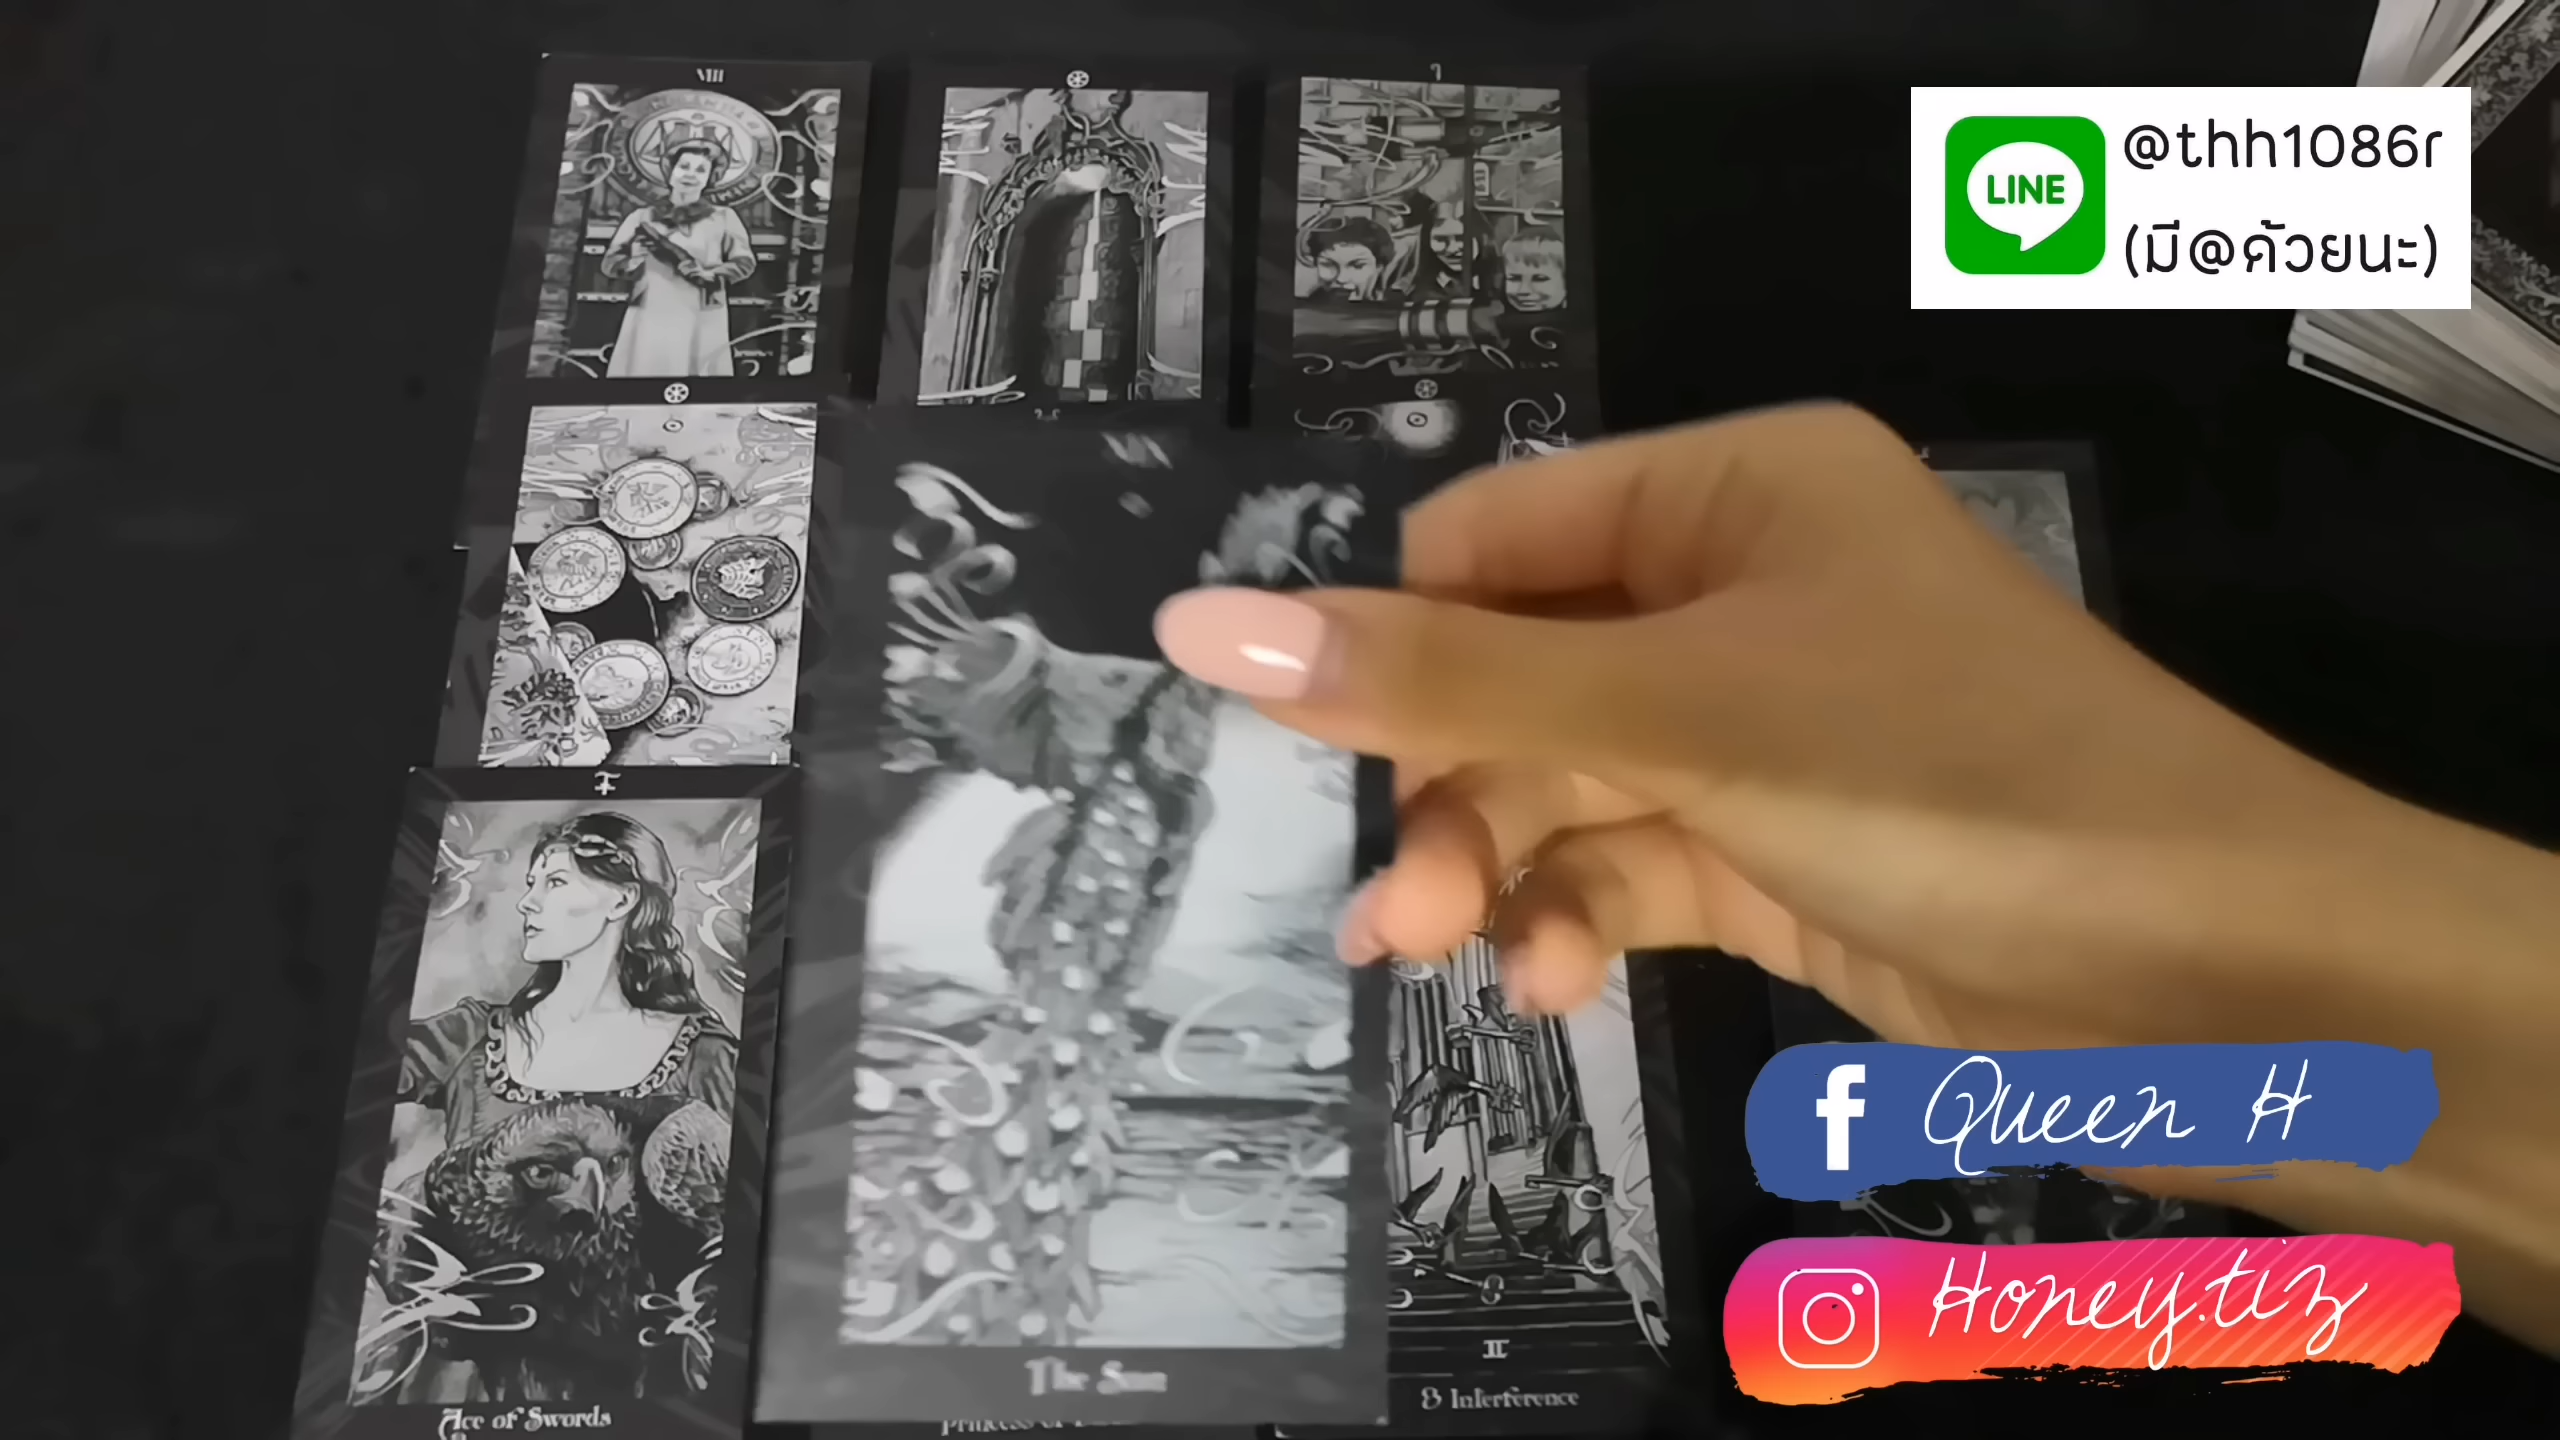 VIII
LINE
@thh1086r
(มี@ด้วยนะ)
Queen H
Honey.tiz
The Sun
II
8 Interference
Ace of Swords